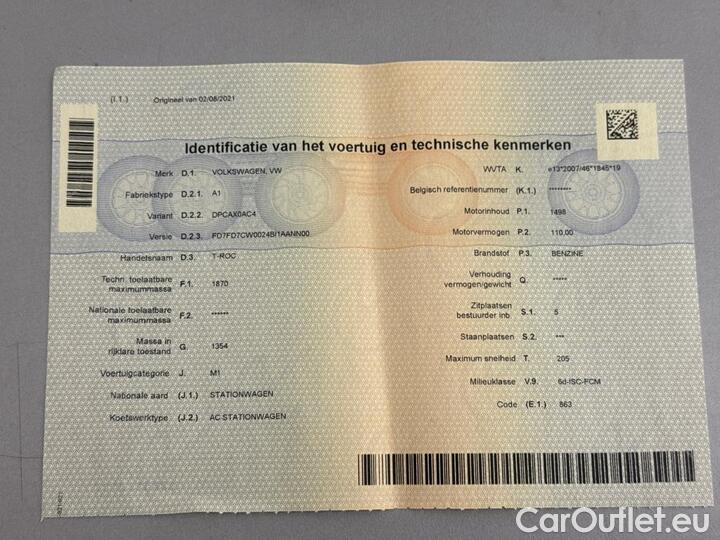 (I.1.) Origineel van 02/08/2021
Identificatie van het voertuig en technische kenmerken
Merk D.1. VOLKSWAGEN, VW
Fabriekstype D.2.1. A1
Variant D.2.2. DPCAX0AC4
Versie D.2.3. FD7FD7CW0024BI1AANN00
Handelsnaam D.3. T-ROC
Techn. toelaatbare
maximummassa F.1. 1870
Nationale toelaatbare
maximummassa F.2. ******
Massa in
rijklare toestand G. 1354
Voertuigcategorie J. M1
Nationale aard (J.1.) STATIONWAGEN
Koetswerktype (J.2.) AC STATIONWAGEN
WVTA K. e13*2007/46*1845*19
Belgisch referentienummer (K.1.) ********
Motorinhoud P.1. 1498
Motorvermogen P.2. 110.00
Brandstof P.3. BENZINE
Verhouding
vermogen/gewicht Q. *****
Zitplaatsen
bestuurder inb. S.1. 5
Staanplaatsen S.2. ***
Maximum snelheid T. 205
Milieuklasse V.9. 6d-ISC-FCM
Code (E.1.) 863
CarOutlet.eu